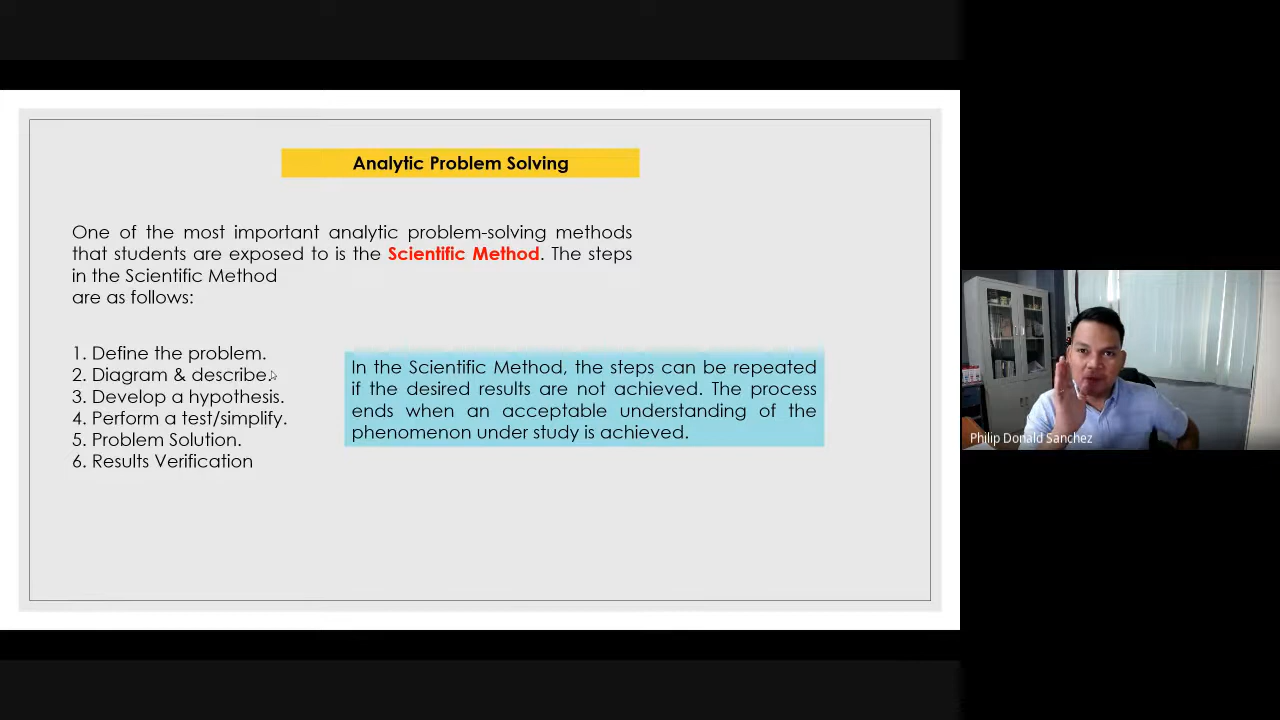 Analytic Problem Solving
One of the most important analytic problem-solving methods
that students are exposed to is the Scientific Method. The steps
in the Scientific Method
are as follows:
1. Define the problem.
2. Diagram & describe.
3. Develop a hypothesis.
4. Perform a test/simplify.
5. Problem Solution.
6. Results Verification
In the Scientific Method, the steps can be repeated
if the desired results are not achieved. The process
ends when an acceptable understanding of the
phenomenon under study is achieved.
Philip Donald Sanchez